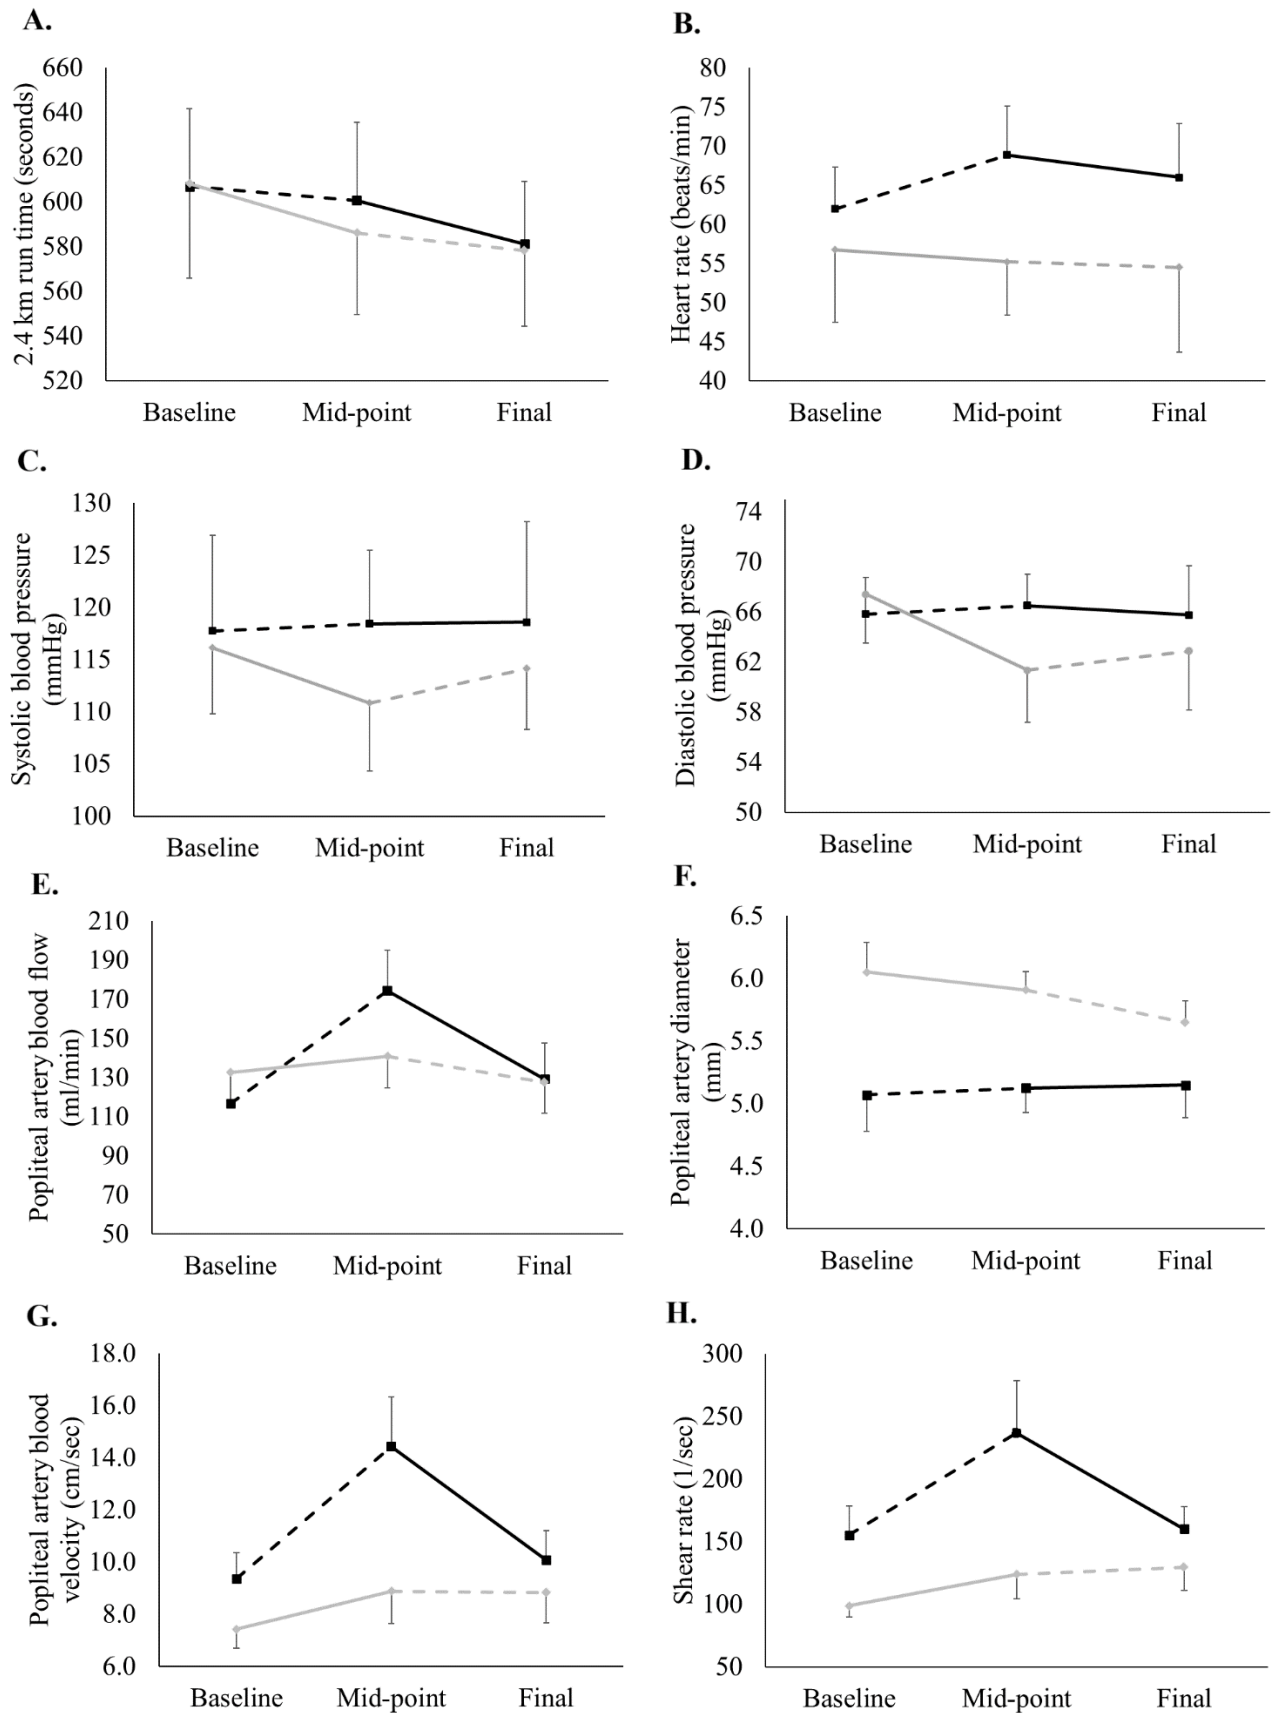 A.
2.4 km run time (seconds)
660
640
620
600
580
560
540
520
Baseline Mid-point Final
B.
Heart rate (beats/min)
80
75
70
65
60
55
50
45
40
Baseline Mid-point Final
C.
Systolic blood pressure
(mmHg)
130
125
120
115
110
105
100
Baseline Mid-point Final
D.
Diastolic blood pressure
(mmHg)
74
70
66
62
58
54
50
Baseline Mid-point Final
E.
Popliteal artery blood flow
(ml/min)
210
190
170
150
130
110
90
70
50
Baseline Mid-point Final
F.
Popliteal artery diameter
(mm)
6.5
6.0
5.5
5.0
4.5
4.0
Baseline Mid-point Final
G.
Popliteal artery blood
velocity (cm/sec)
18.0
16.0
14.0
12.0
10.0
8.0
6.0
Baseline Mid-point Final
H.
Shear rate (1/sec)
300
250
200
150
100
50
Baseline Mid-point Final